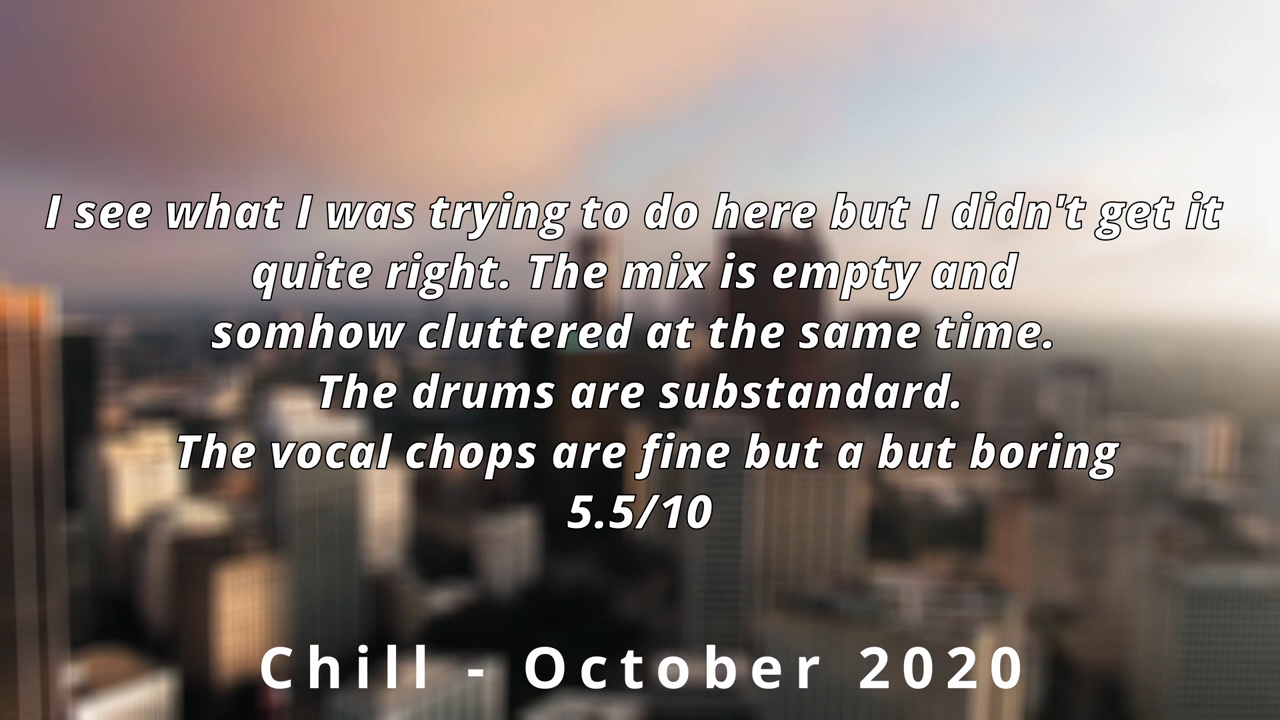 I see what I was trying to do here but I didn't get it
quite right. The mix is empty and
somhow cluttered at the same time.
The drums are substandard.
The vocal chops are fine but a but boring
5.5/10
Chill - October 2020